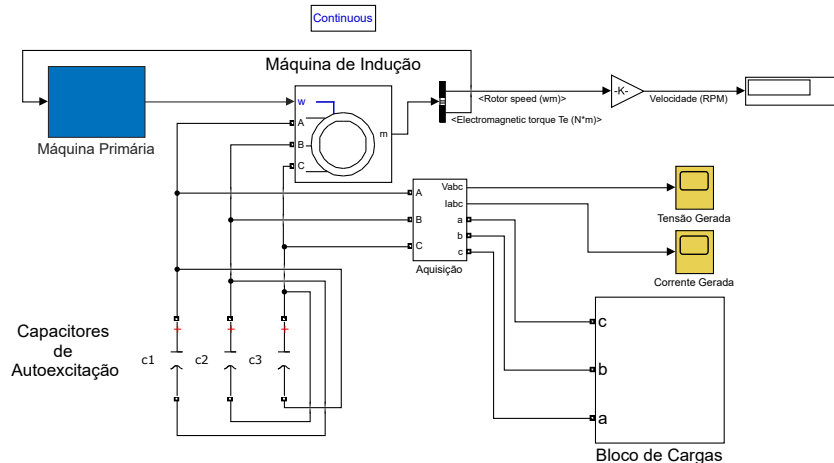 Continuous
Máquina de Indução
w
A
B
C
m
Máquina Primária
<Rotor speed (wm)>
<Electromagnetic torque Te (N*m)>
-K-
Velocidade (RPM)
A
B
C
Vabc
Iabc
a
b
c
Aquisição
Tensão Gerada
Corrente Gerada
Capacitores
de
Autoexcitação
+
+
+
c1
c2
c3
c
b
a
Bloco de Cargas